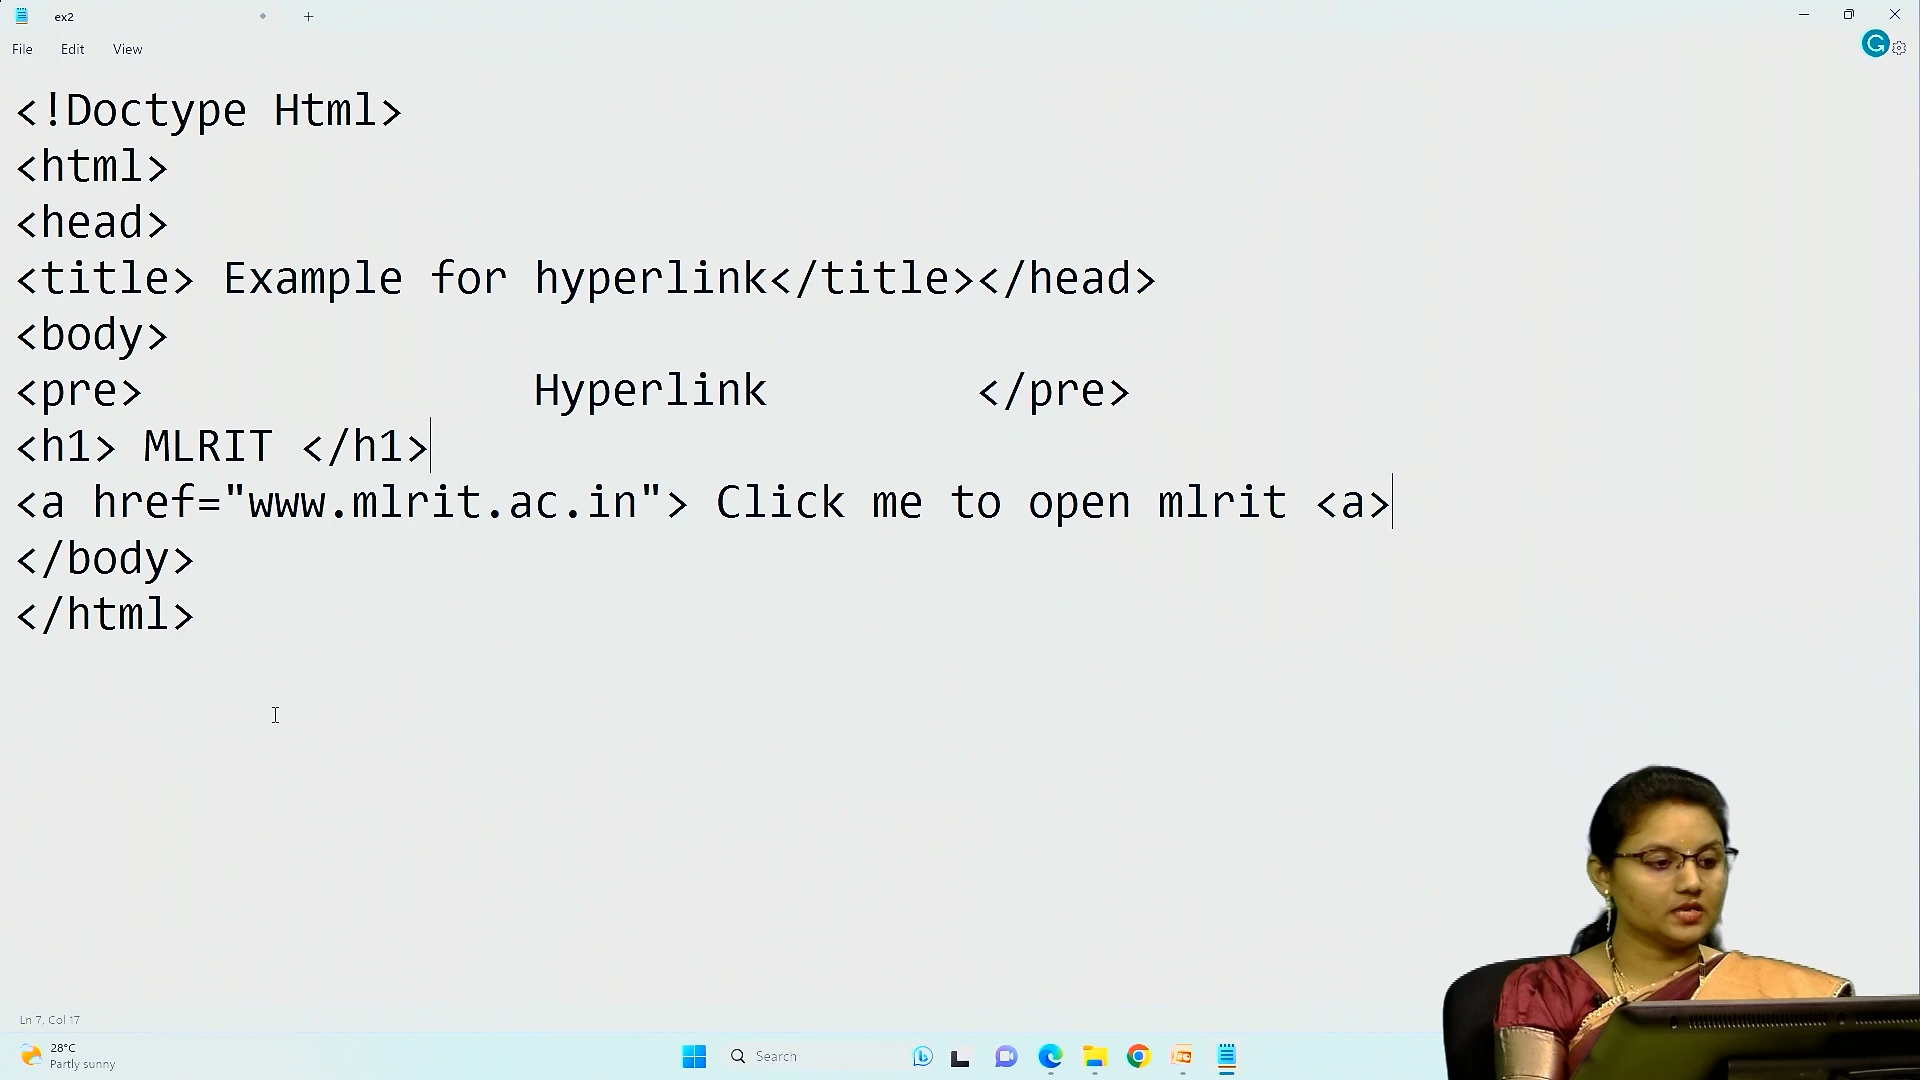 ex2
File Edit View
<!Doctype Html>
<html>
<head>
<title> Example for hyperlink</title></head>
<body>
<pre>               Hyperlink        </pre>
<h1> MLRIT </h1>
<a href="www.mlrit.ac.in"> Click me to open mlrit <a>
</body>
</html>
Ln 7, Col 17
28°C
Partly sunny
Search